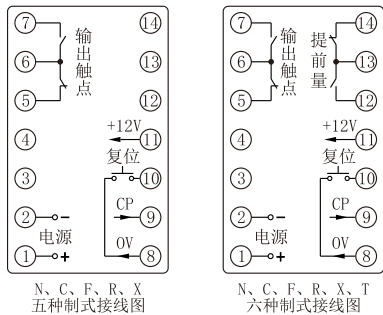 7 14
输出触点
6 13
5 12
+12V
4 11
复位
3 10
CP
2 − 9
电源
OV
1 + 8
N、C、F、R、X
五种制式接线图
7 14
输出触点
提前量
6 13
5 12
+12V
4 11
复位
3 10
CP
2 − 9
电源
OV
1 + 8
N、C、F、R、X、T
六种制式接线图